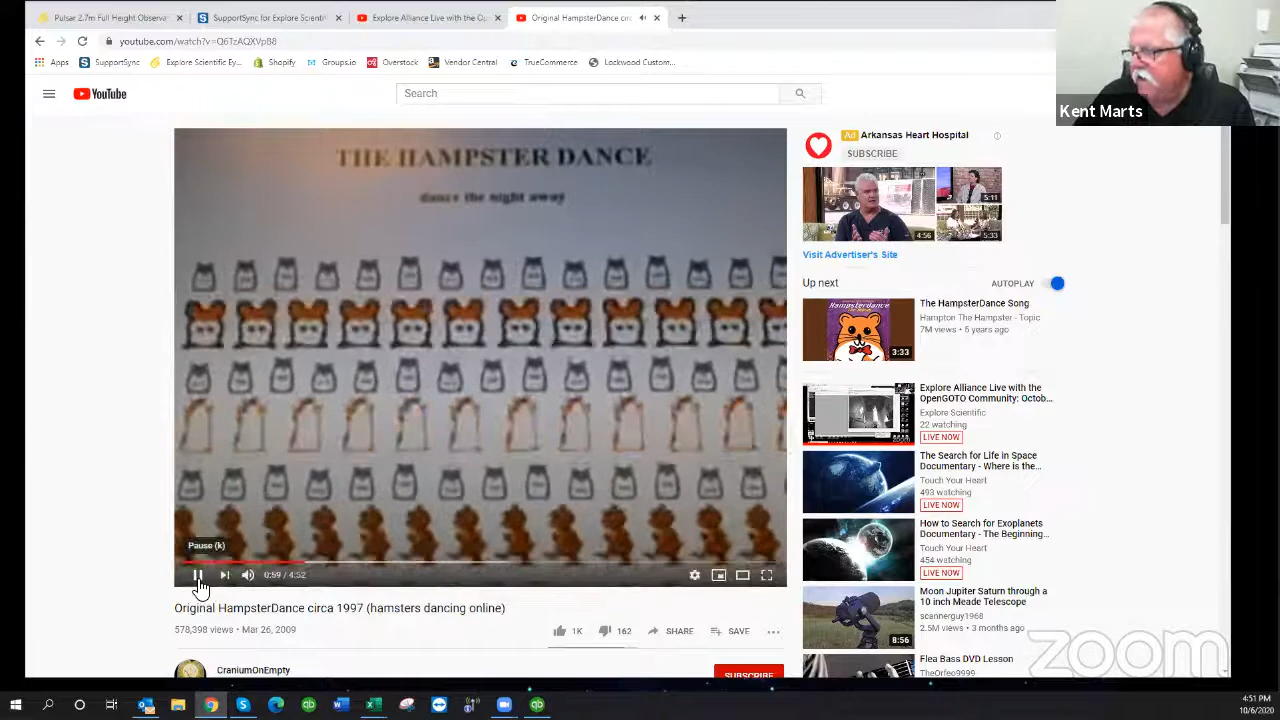 Pulsar 2.7m Full Height Observa
SupportSync for Explore Scientifi
Explore Alliance Live with the O
Original HampsterDance circ
youtube.com/watch?v=Q6TzAQXVpB8
Apps
SupportSync
Explore Scientific Ey...
Shopify
Groups.io
Overstock
Vendor Central
TrueCommerce
Lockwood Custom...
Kent Marts
YouTube
Search
THE HAMPSTER DANCE
dance the night away
Pause (k)
0:59 / 4:52
Original HampsterDance circa 1997 (hamsters dancing online)
578,398 views • Mar 26, 2009
1K
162
SHARE
SAVE
CraniumOnEmpty
SUBSCRIBE
Ad Arkansas Heart Hospital
SUBSCRIBE
4:56
5:11
5:33
Visit Advertiser's Site
Up next
AUTOPLAY
3:33
The HampsterDance Song
Hampton The Hampster - Topic
7M views • 5 years ago
Explore Alliance Live with the
OpenGOTO Community: Octob...
Explore Scientific
22 watching
LIVE NOW
The Search for Life in Space
Documentary - Where is the...
Touch Your Heart
493 watching
LIVE NOW
How to Search for Exoplanets
Documentary - The Beginning...
Touch Your Heart
454 watching
LIVE NOW
8:56
Moon Jupiter Saturn through a
10 inch Meade Telescope
scannerguy1968
2.5M views • 3 months ago
Flea Bass DVD Lesson
TheOrfeo9999
zoom
4:51 PM
10/6/2020